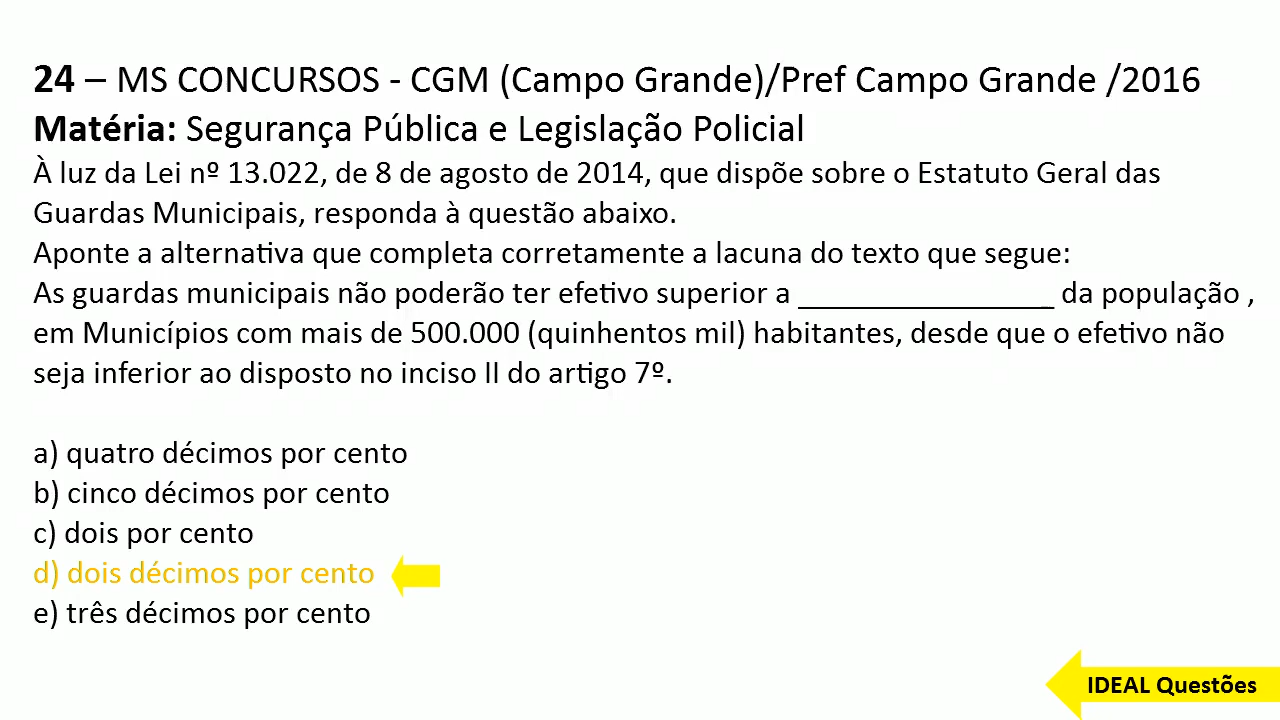 24 – MS CONCURSOS - CGM (Campo Grande)/Pref Campo Grande /2016
Matéria: Segurança Pública e Legislação Policial
À luz da Lei nº 13.022, de 8 de agosto de 2014, que dispõe sobre o Estatuto Geral das
Guardas Municipais, responda à questão abaixo.
Aponte a alternativa que completa corretamente a lacuna do texto que segue:
As guardas municipais não poderão ter efetivo superior a ________________ da população ,
em Municípios com mais de 500.000 (quinhentos mil) habitantes, desde que o efetivo não
seja inferior ao disposto no inciso II do artigo 7º.
a) quatro décimos por cento
b) cinco décimos por cento
c) dois por cento
d) dois décimos por cento
e) três décimos por cento
IDEAL Questões